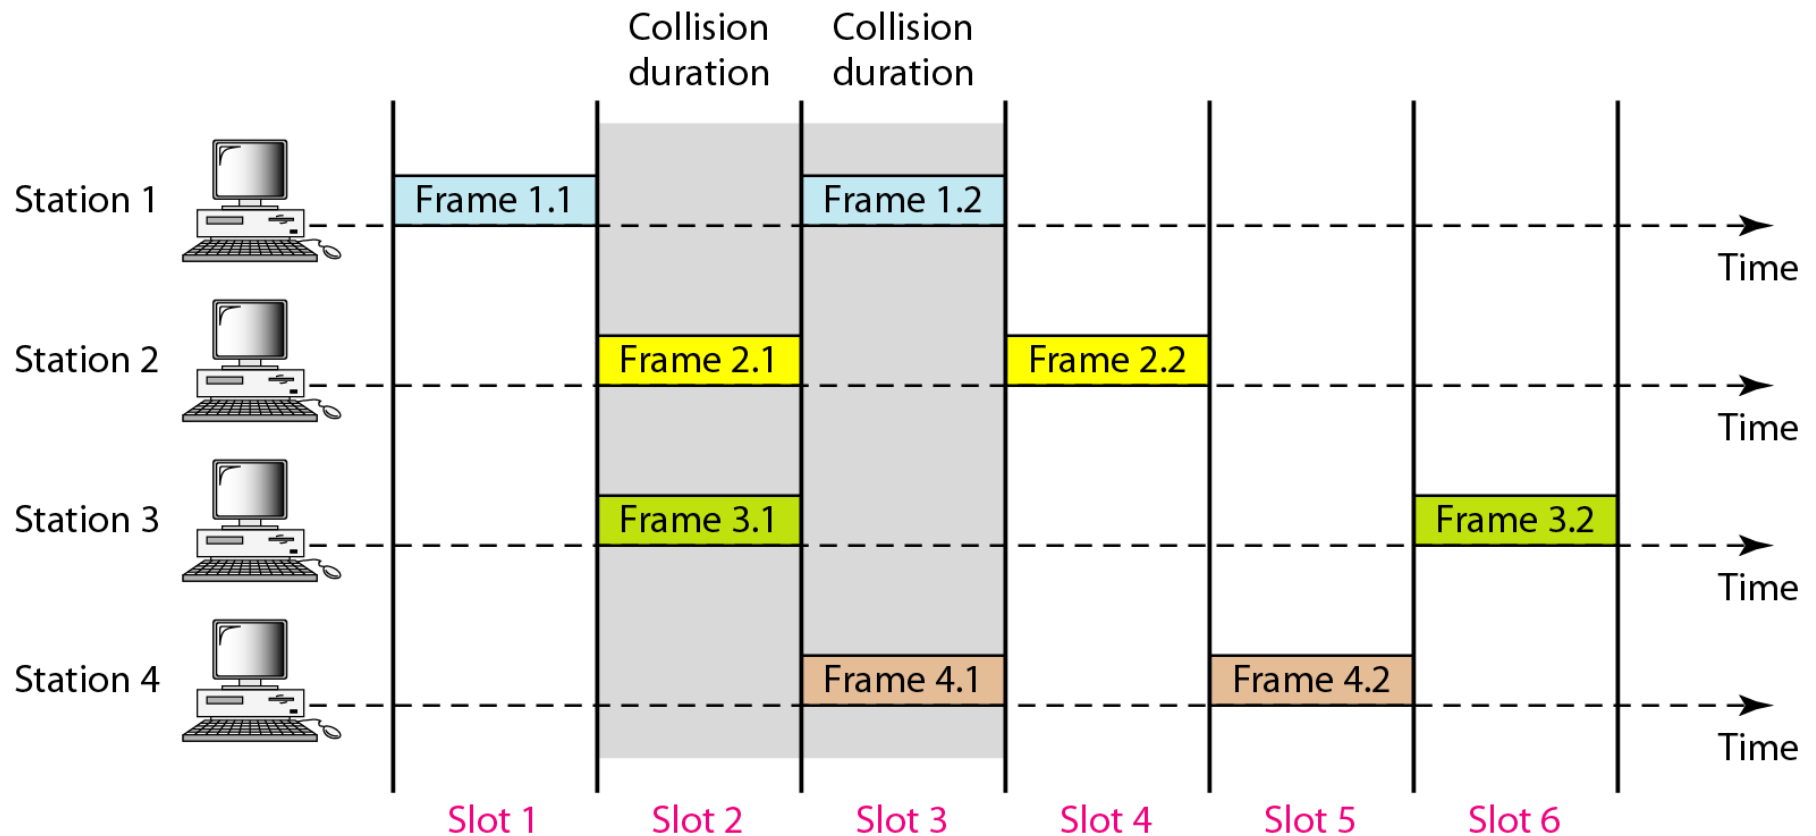 Collision
duration
Collision
duration
Station 1
Frame 1.1
Frame 1.2
Time
Station 2
Frame 2.1
Frame 2.2
Time
Station 3
Frame 3.1
Frame 3.2
Time
Station 4
Frame 4.1
Frame 4.2
Time
Slot 1
Slot 2
Slot 3
Slot 4
Slot 5
Slot 6